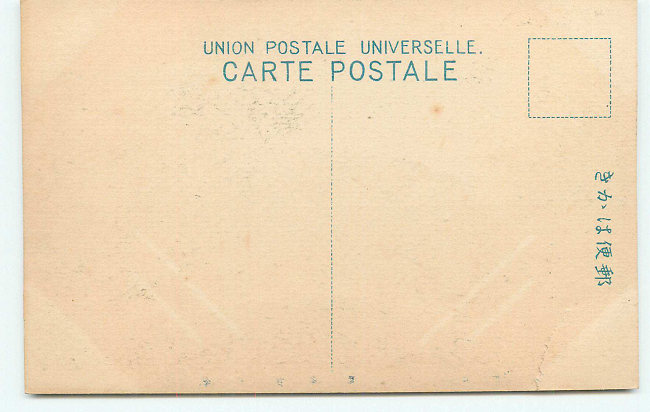 UNION POSTALE UNIVERSELLE.
CARTE POSTALE
郵便はかき